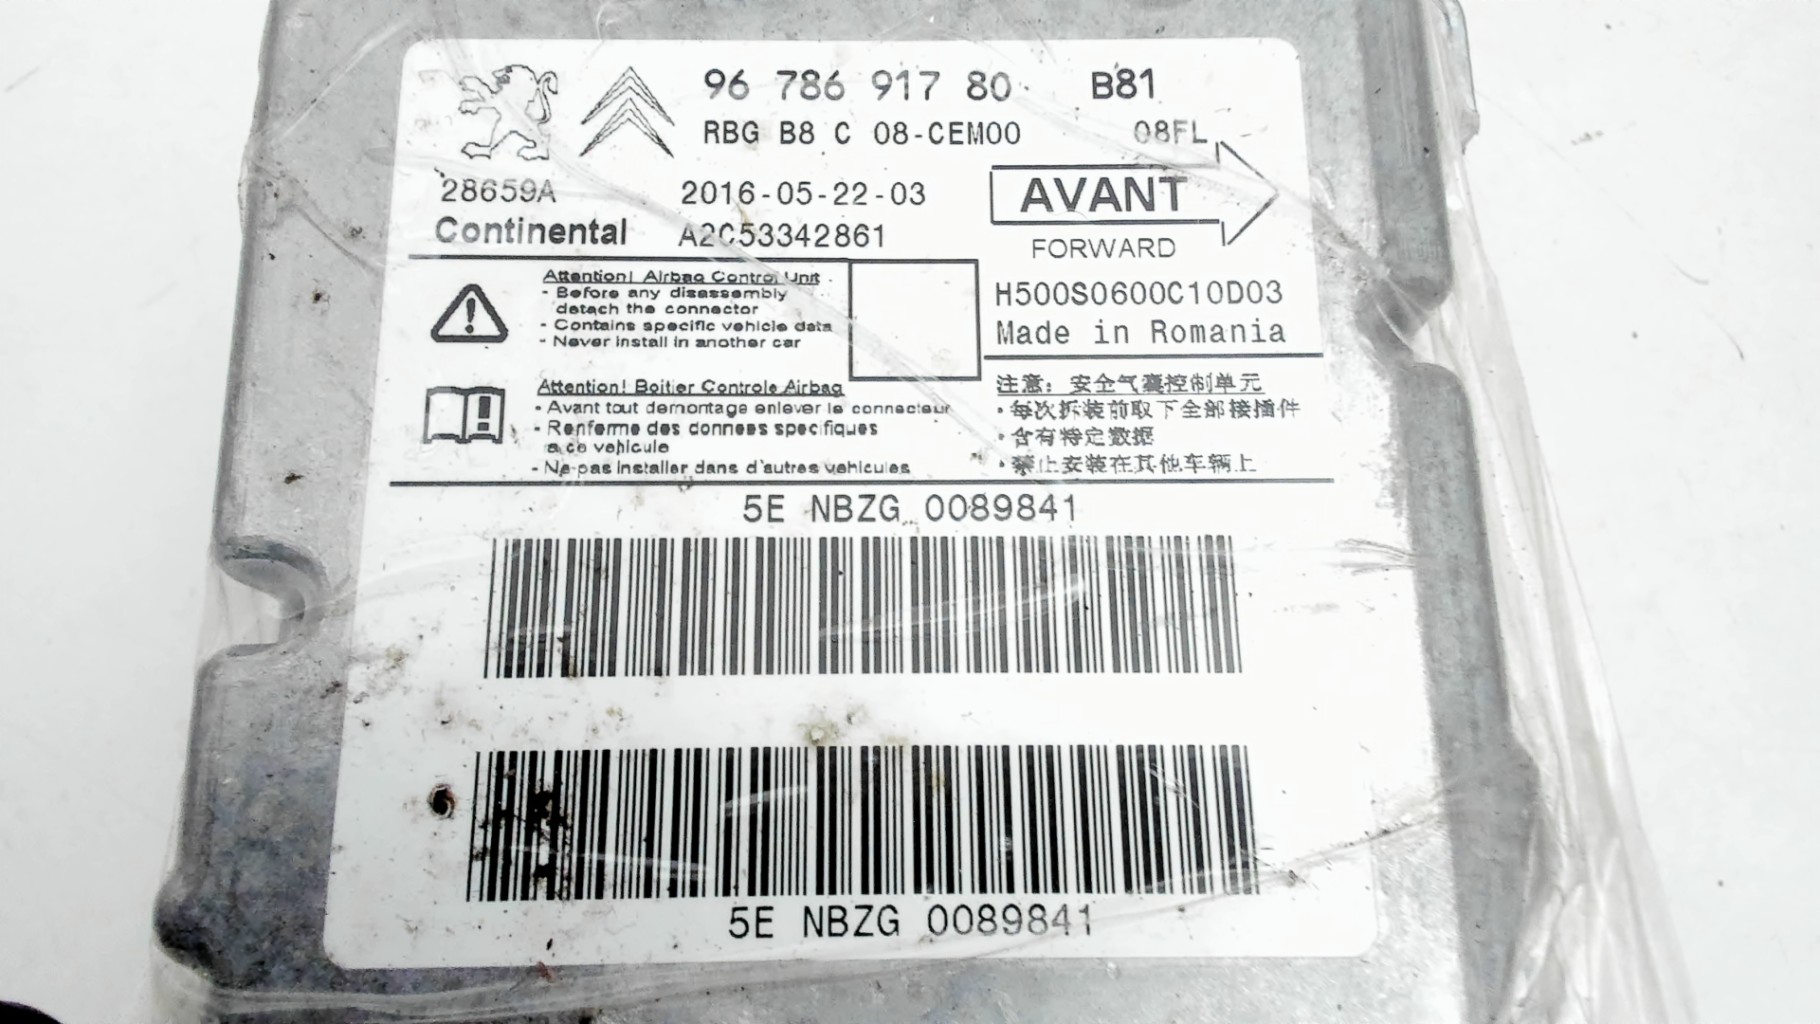 96 786 917 80 B81
RBG B8 C 08-CEM00 08FL
28659A 2016-05-22-03 AVANT
Continental A2C53342861 FORWARD
Attention! Airbag Control Unit
- Before any disassembly
detach the connector
- Contains specific vehicle data
- Never install in another car
H500S0600C10D03
Made in Romania
Attention! Boitier Controle Airbag
- Avant tout demontage enlever le connecteur
- Renferme des donnees specifiques
a ce vehicule
- Ne pas installer dans d'autres vehicules
注意：安全气囊控制单元
· 每次拆装前取下全部接插件
· 含有特定数据
· 禁止安装在其他车辆上
5E NBZG 0089841
5E NBZG 0089841